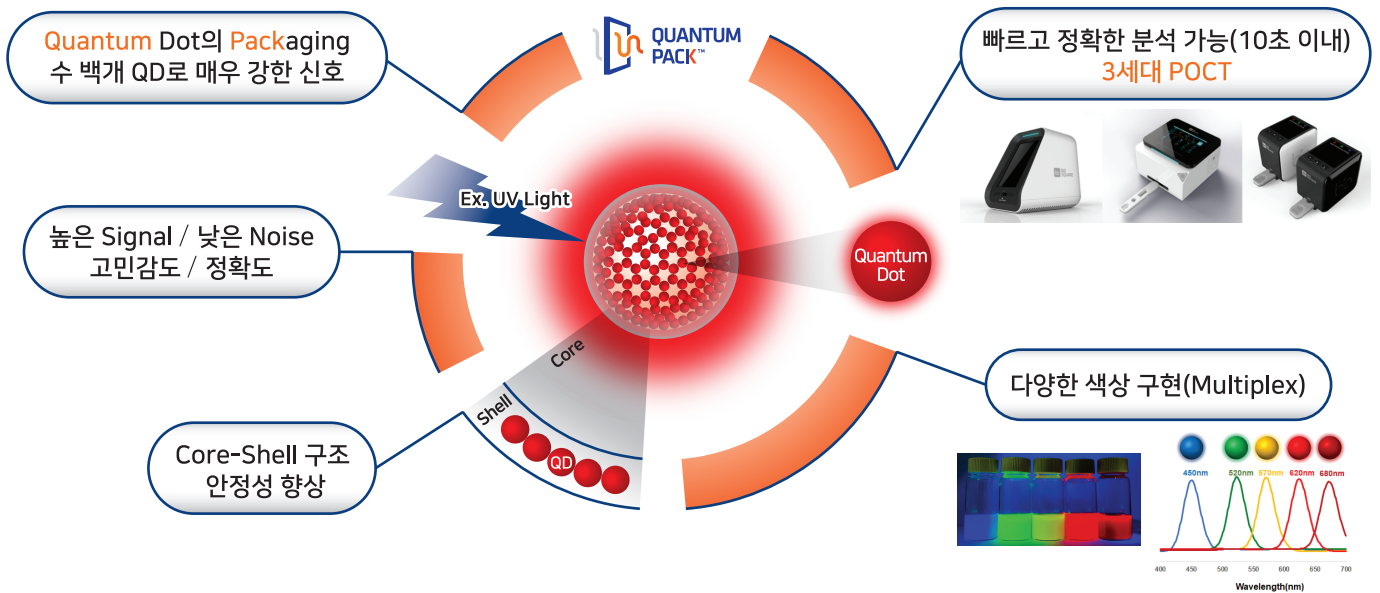 Quantum Dot의 Packaging
수 백개 QD로 매우 강한 신호
QUANTUM
PACK™
빠르고 정확한 분석 가능(10초 이내)
3세대 POCT
Ex. UV Light
높은 Signal / 낮은 Noise
고민감도 / 정확도
Quantum
Dot
Core
Shell
QD
Core-Shell 구조
안정성 향상
다양한 색상 구현(Multiplex)
450nm 520nm 570nm 620nm 680nm
400 450 500 550 600 650 700
Wavelength(nm)